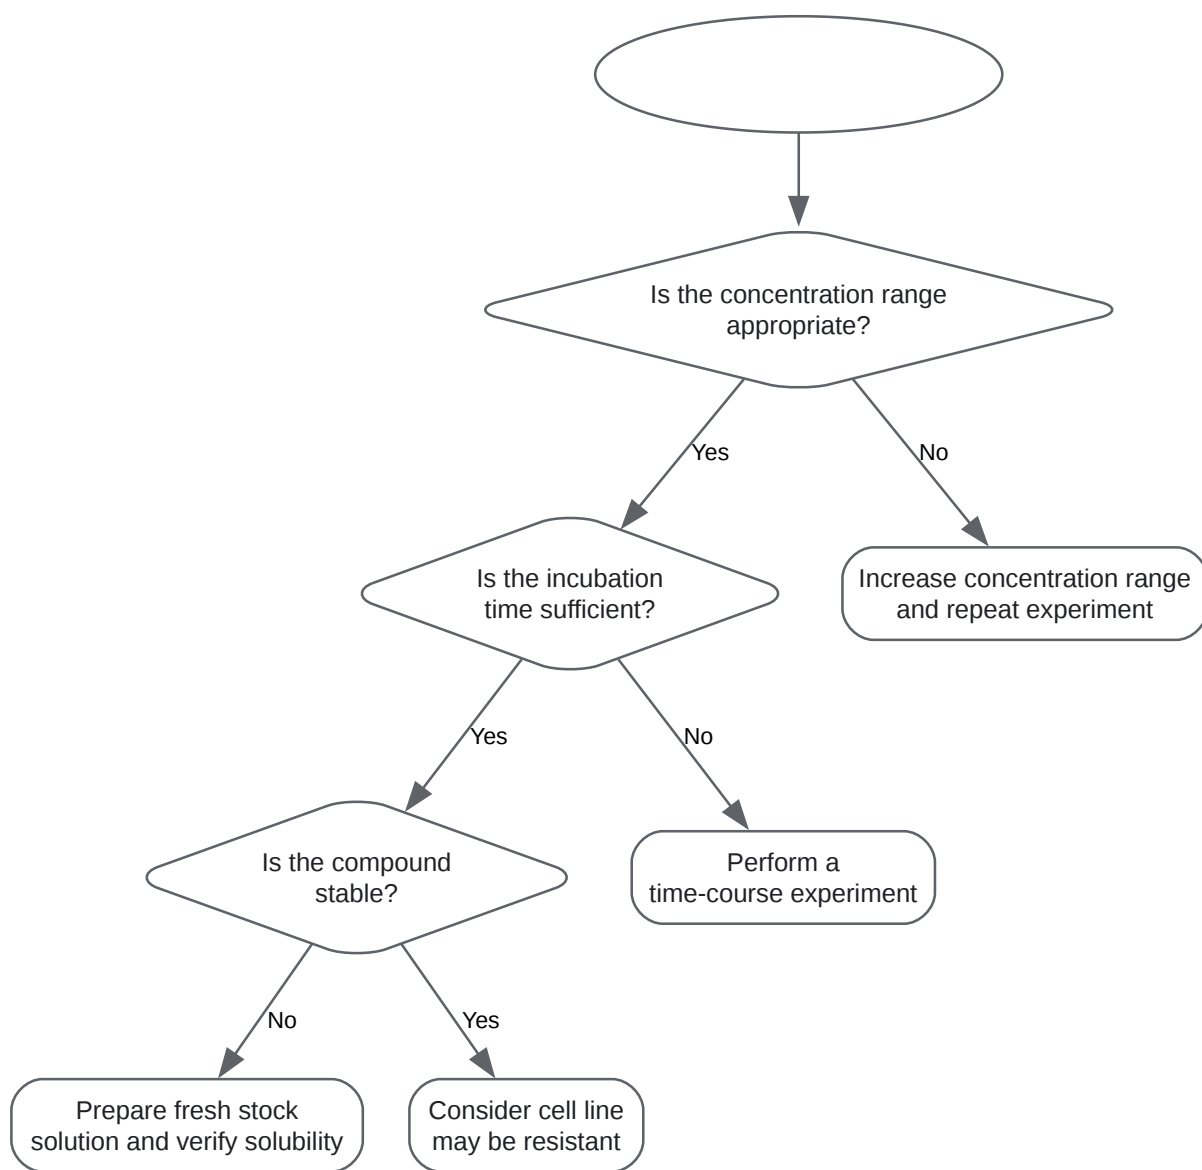 Is the concentration range
appropriate?
Yes
No
Is the incubation
time sufficient?
Increase concentration range
and repeat experiment
Yes
No
Is the compound
stable?
Perform a
time-course experiment
No
Yes
Prepare fresh stock
solution and verify solubility
Consider cell line
may be resistant